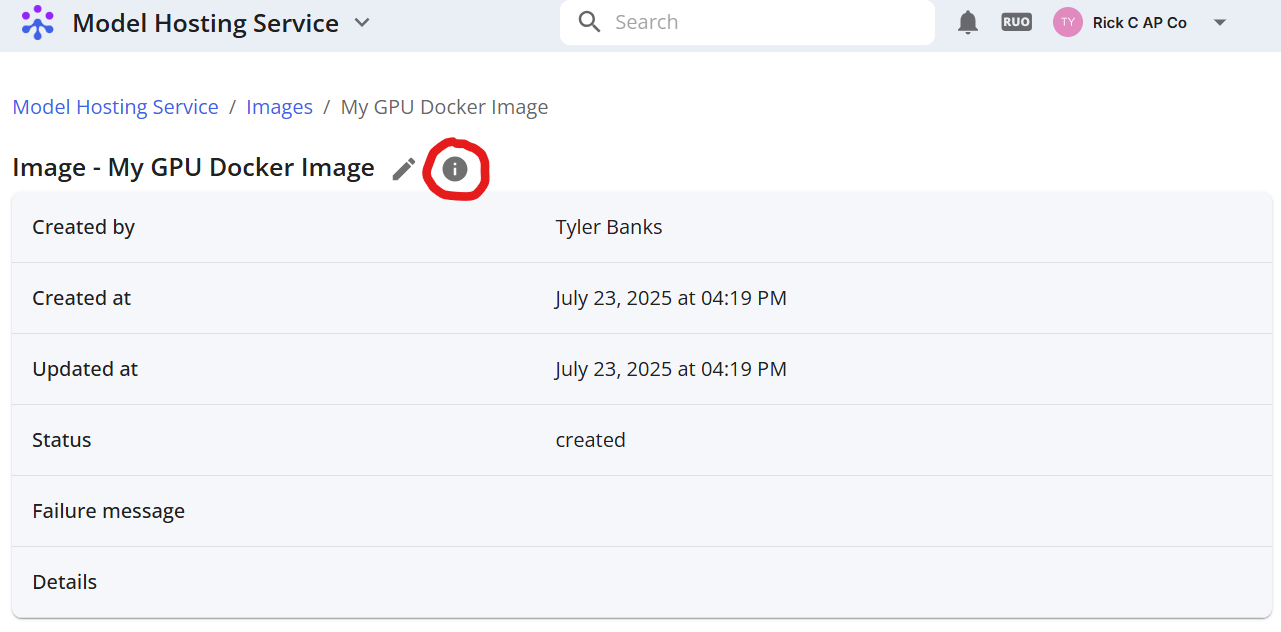 Model Hosting Service
Search
RUO
TY
Rick C AP Co
Model Hosting Service / Images / My GPU Docker Image
Image - My GPU Docker Image
Created by Tyler Banks
Created at July 23, 2025 at 04:19 PM
Updated at July 23, 2025 at 04:19 PM
Status created
Failure message
Details